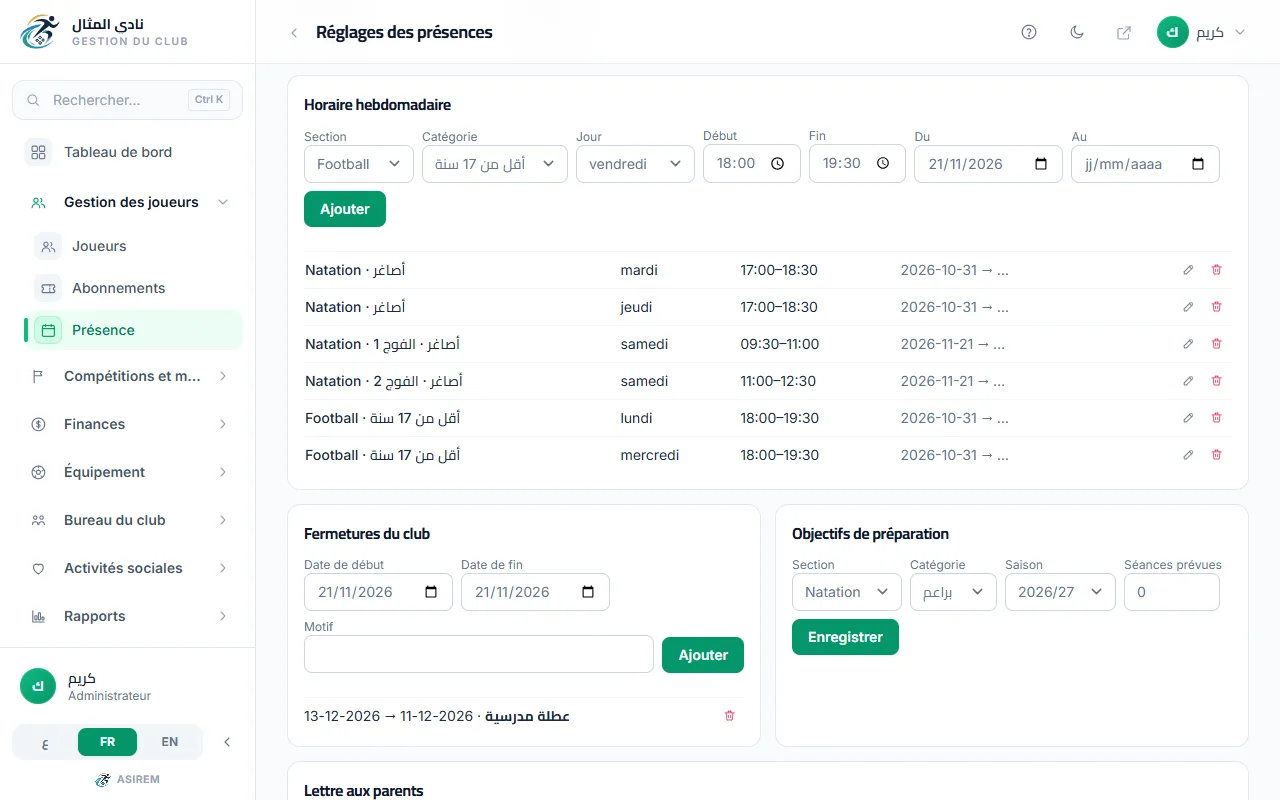 نادي المثال
GESTION DU CLUB
Rechercher... Ctrl K
Tableau de bord
Gestion des joueurs
Joueurs
Abonnements
Présence
Compétitions et m...
Finances
Équipement
Bureau du club
Activités sociales
Rapports
ك كريم
Administrateur
ع FR EN
ASIREM
Réglages des présences
ك كريم
Horaire hebdomadaire
Section Catégorie Jour Début Fin Du Au
Football أقل من 17 سنة vendredi 18:00 19:30 21/11/2026 jj/mm/aaaa
Ajouter
Natation · أصاغر mardi 17:00–18:30 2026-10-31 → ...
Natation · أصاغر jeudi 17:00–18:30 2026-10-31 → ...
Natation · أصاغر · الفوج 1 samedi 09:30–11:00 2026-11-21 → ...
Natation · أصاغر · الفوج 2 samedi 11:00–12:30 2026-11-21 → ...
Football · أقل من 17 سنة lundi 18:00–19:30 2026-10-31 → ...
Football · أقل من 17 سنة mercredi 18:00–19:30 2026-10-31 → ...
Fermetures du club
Date de début Date de fin
21/11/2026 21/11/2026
Motif
Ajouter
13-12-2026 → 11-12-2026 · عطلة مدرسية
Objectifs de préparation
Section Catégorie Saison Séances prévues
Natation براعم 2026/27 0
Enregistrer
Lettre aux parents